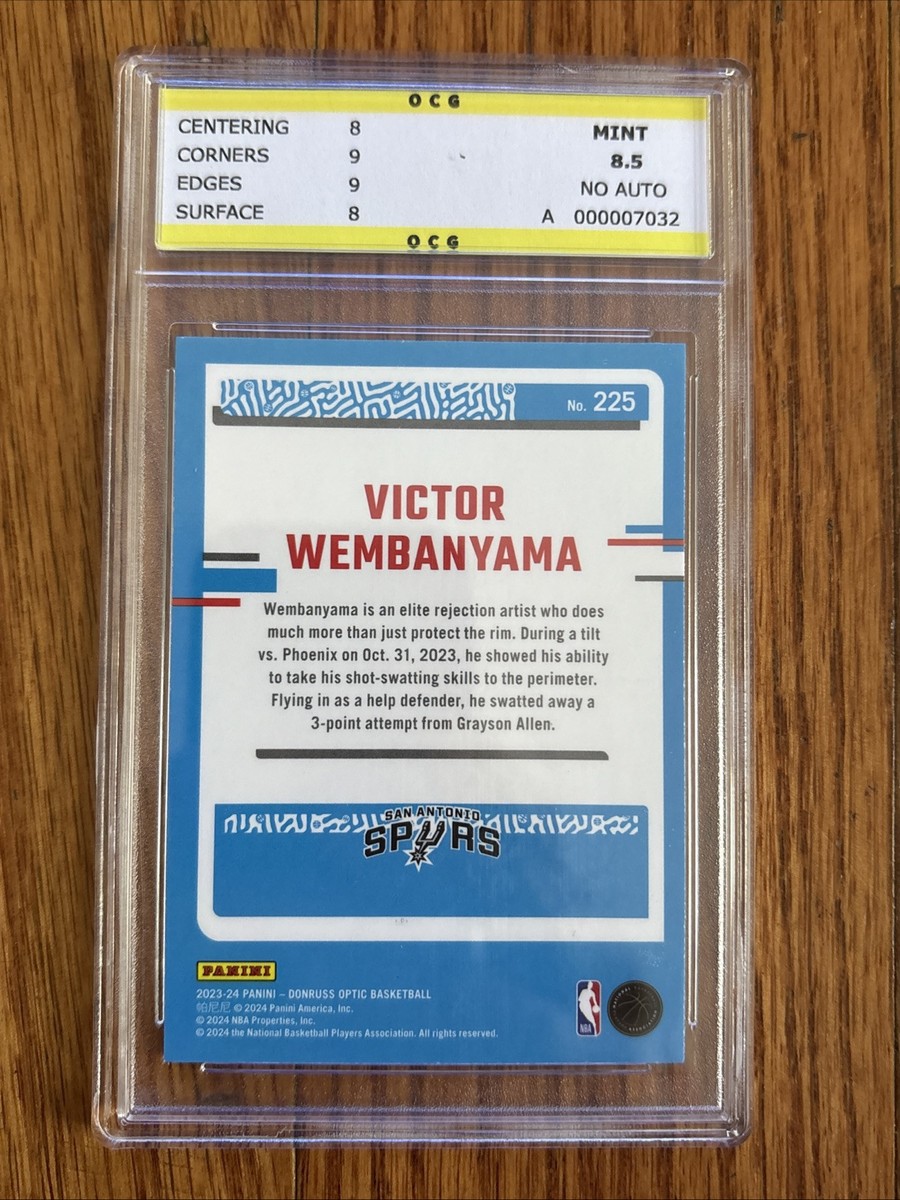 OCG
CENTERING 8
CORNERS 9
EDGES 9
SURFACE 8
MINT
8.5
NO AUTO
A 000007032
OCG
No. 225
VICTOR
WEMBANYAMA
Wembanyama is an elite rejection artist who does
much more than just protect the rim. During a tilt
vs. Phoenix on Oct. 31, 2023, he showed his ability
to take his shot-swatting skills to the perimeter.
Flying in as a help defender, he swatted away a
3-point attempt from Grayson Allen.
SAN ANTONIO
SPURS
PANINI
2023-24 PANINI – DONRUSS OPTIC BASKETBALL
帕尼尼 © 2024 Panini America, Inc.
© 2024 NBA Properties, Inc.
© 2024 the National Basketball Players Association. All rights reserved.
NBA